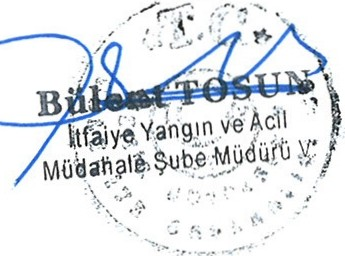 T.C.
Bülent TOSUN
İtfaiye Yangın ve Acil
Müdahale Şube Müdürü V.